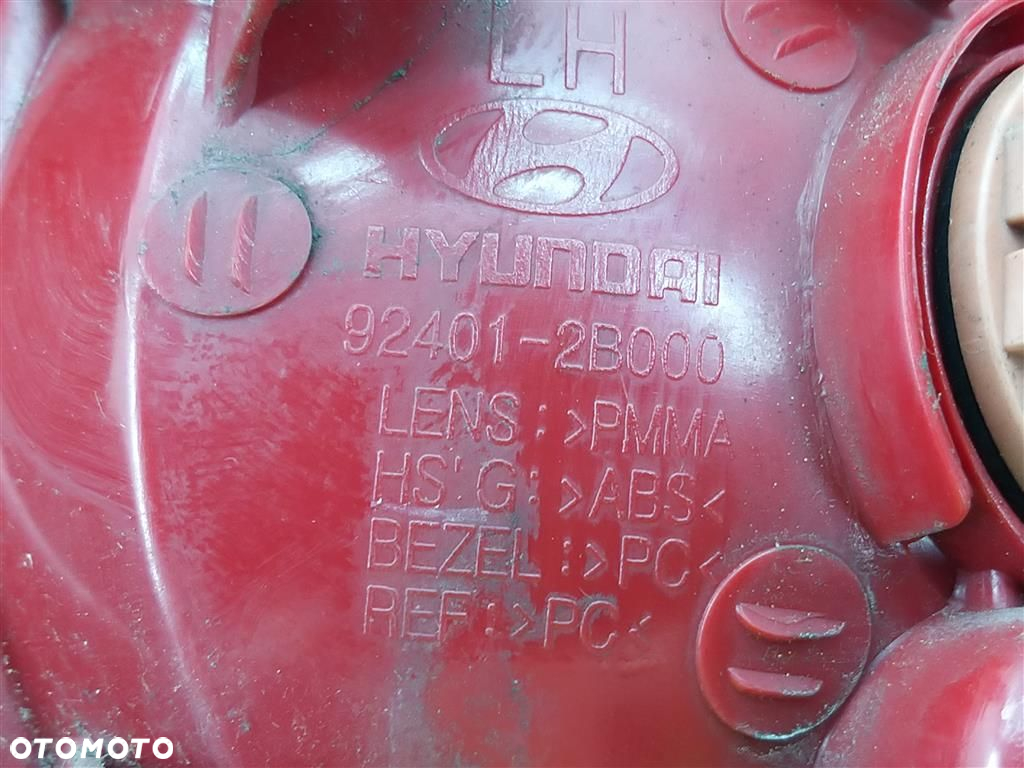 LH
HYUNDAI
92401-2B000
LENS:>PMMA
HS'G:>ABS<
BEZEL:>PC<
REF:>PC<
OTOMOTO